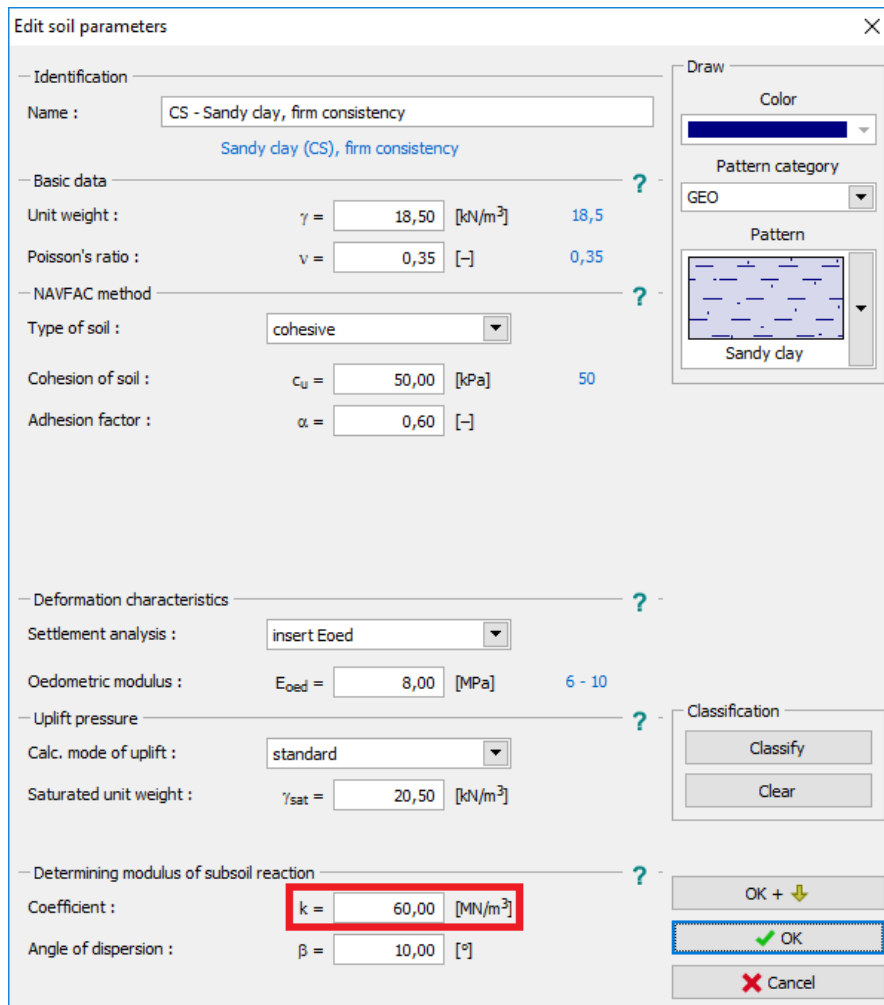 Edit soil parameters
Identification
Name :
CS - Sandy clay, firm consistency
Sandy clay (CS), firm consistency
Basic data
?
Unit weight :
γ =
18,50
[kN/m³]
18,5
Poisson's ratio :
ν =
0,35
[–]
0,35
NAVFAC method
?
Type of soil :
cohesive
Cohesion of soil :
cᵤ =
50,00
[kPa]
50
Adhesion factor :
α =
0,60
[–]
Deformation characteristics
?
Settlement analysis :
insert Eoed
Oedometric modulus :
Eoed =
8,00
[MPa]
6 - 10
Uplift pressure
?
Calc. mode of uplift :
standard
Saturated unit weight :
γsat =
20,50
[kN/m³]
Determining modulus of subsoil reaction
?
Coefficient :
k =
60,00
[MN/m³]
Angle of dispersion :
β =
10,00
[°]
Draw
Color
Pattern category
GEO
Pattern
Sandy clay
Classification
Classify
Clear
OK +
OK
Cancel